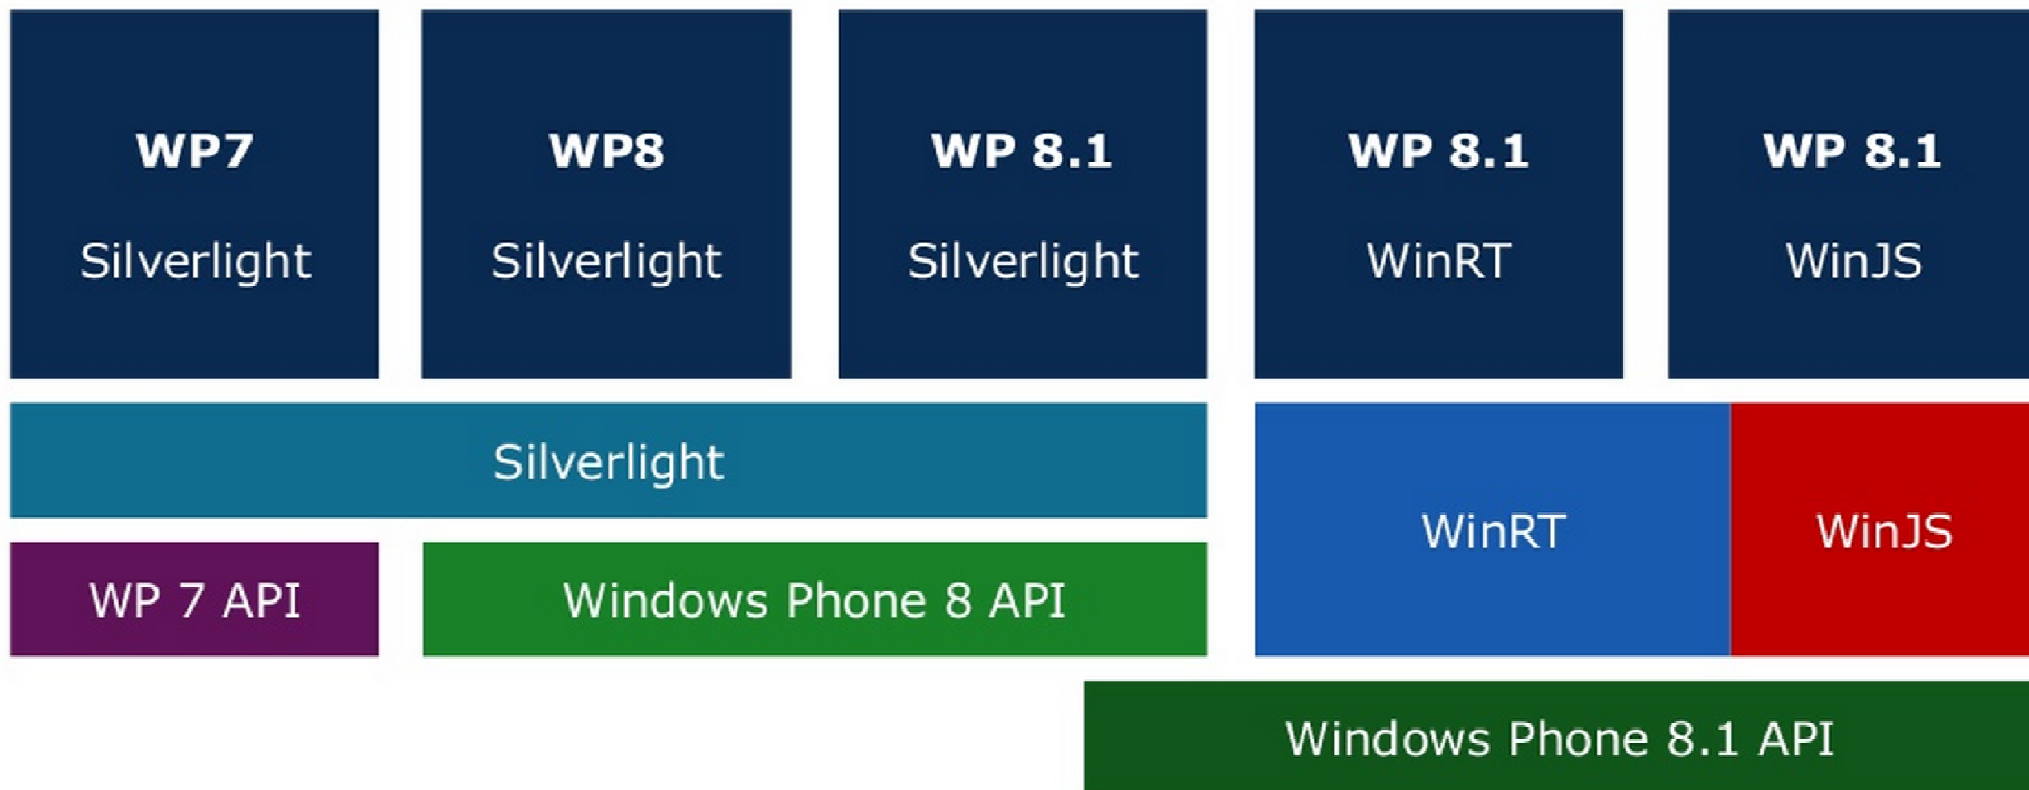 WP7
Silverlight
WP8
Silverlight
WP 8.1
Silverlight
WP 8.1
WinRT
WP 8.1
WinJS
Silverlight
WinRT
WinJS
WP 7 API
Windows Phone 8 API
Windows Phone 8.1 API